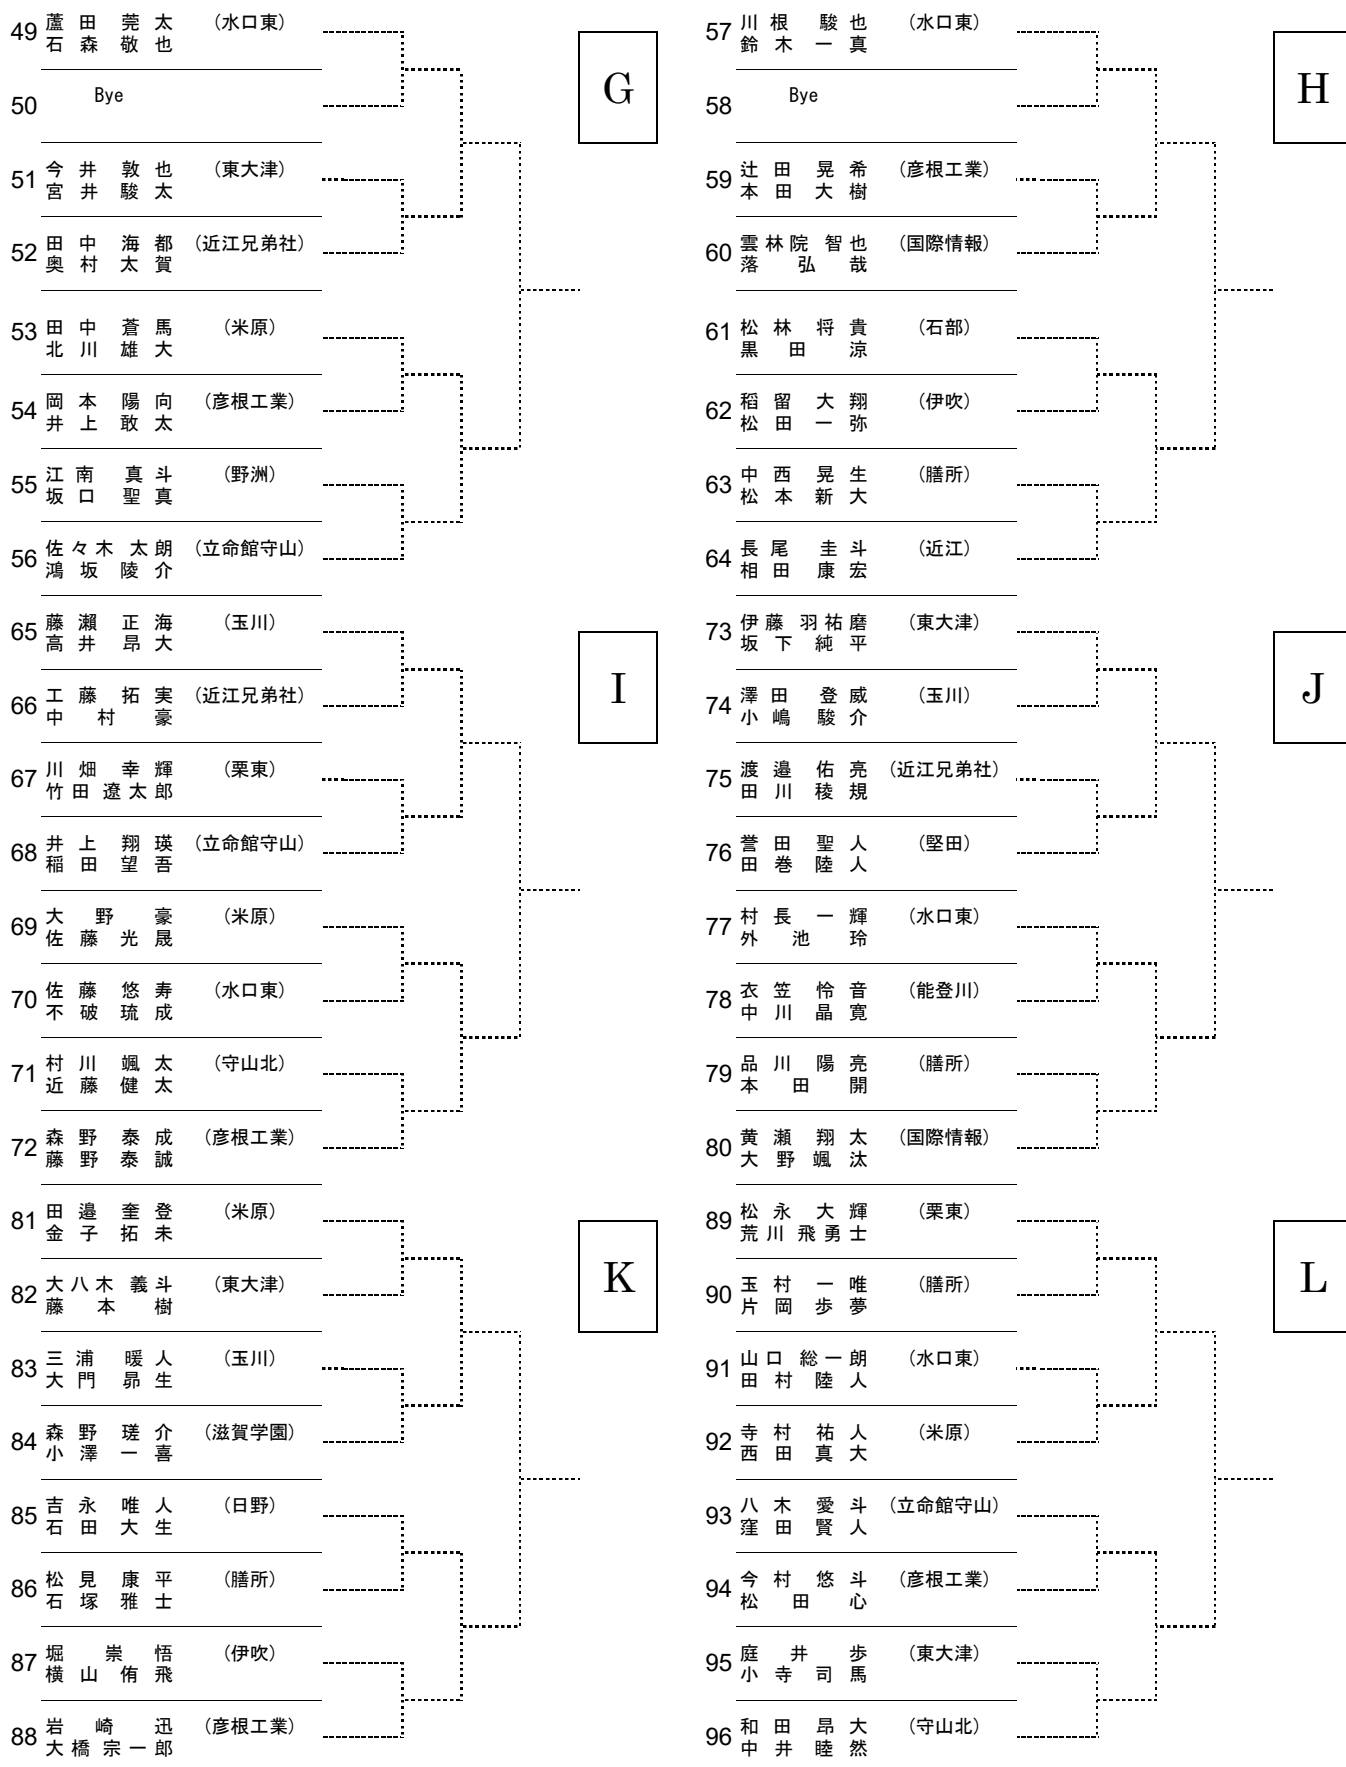 49 蘆田 莞太 （水口東）
石森 敬也
50 Bye
51 今井 敦也 （東大津）
宮井 駿太
52 田中 海都 （近江兄弟社）
奥村 太賀
53 田中 蒼馬 （米原）
北川 雄大
54 岡本 陽向 （彦根工業）
井上 敢太
55 江南 真斗 （野洲）
坂口 聖真
56 佐々木 太朗 （立命館守山）
鴻坂 陵介
G
57 川根 駿也 （水口東）
鈴木 一真
58 Bye
59 辻田 晃希 （彦根工業）
本田 大樹
60 雲林院 智也 （国際情報）
落 弘哉
61 松林 将貴 （石部）
黒田 涼
62 稻留 大翔 （伊吹）
松田 一弥
63 中西 晃生 （膳所）
松本 新大
64 長尾 圭斗 （近江）
相田 康宏
H
65 藤瀬 正海 （玉川）
高井 昂大
66 工藤 拓実 （近江兄弟社）
中村 豪
67 川畑 幸輝 （栗東）
竹田 遼太郎
68 井上 翔瑛 （立命館守山）
稲田 望吾
69 大野 豪 （米原）
佐藤 光晟
70 佐藤 悠寿 （水口東）
不破 琉成
71 村川 颯太 （守山北）
近藤 健太
72 森野 泰成 （彦根工業）
藤野 泰誠
I
73 伊藤 羽祐磨 （東大津）
坂下 純平
74 澤田 登威 （玉川）
小嶋 駿介
75 渡邉 佑亮 （近江兄弟社）
田川 稜規
76 誉田 聖人 （堅田）
田巻 陸人
77 村長 一輝 （水口東）
外池 玲
78 衣笠 怜音 （能登川）
中川 晶寛
79 品川 陽亮 （膳所）
本田 開
80 黄瀬 翔太 （国際情報）
大野 颯汰
J
81 田邉 奎登 （米原）
金子 拓未
82 大八木 義斗 （東大津）
藤本 樹
83 三浦 暖人 （玉川）
大門 昴生
84 森野 瑳介 （滋賀学園）
小澤 一喜
85 吉永 唯人 （日野）
石田 大生
86 松見 康平 （膳所）
石塚 雅士
87 堀 崇悟 （伊吹）
横山 侑飛
88 岩崎 迅 （彦根工業）
大橋 宗一郎
K
89 松永 大輝 （栗東）
荒川 飛勇士
90 玉村 一唯 （膳所）
片岡 歩夢
91 山口 総一朗 （水口東）
田村 陸人
92 寺村 祐人 （米原）
西田 真大
93 八木 愛斗 （立命館守山）
窪田 賢人
94 今村 悠斗 （彦根工業）
松田 心
95 庭井 歩 （東大津）
小寺 司馬
96 和田 昂大 （守山北）
中井 睦然
L